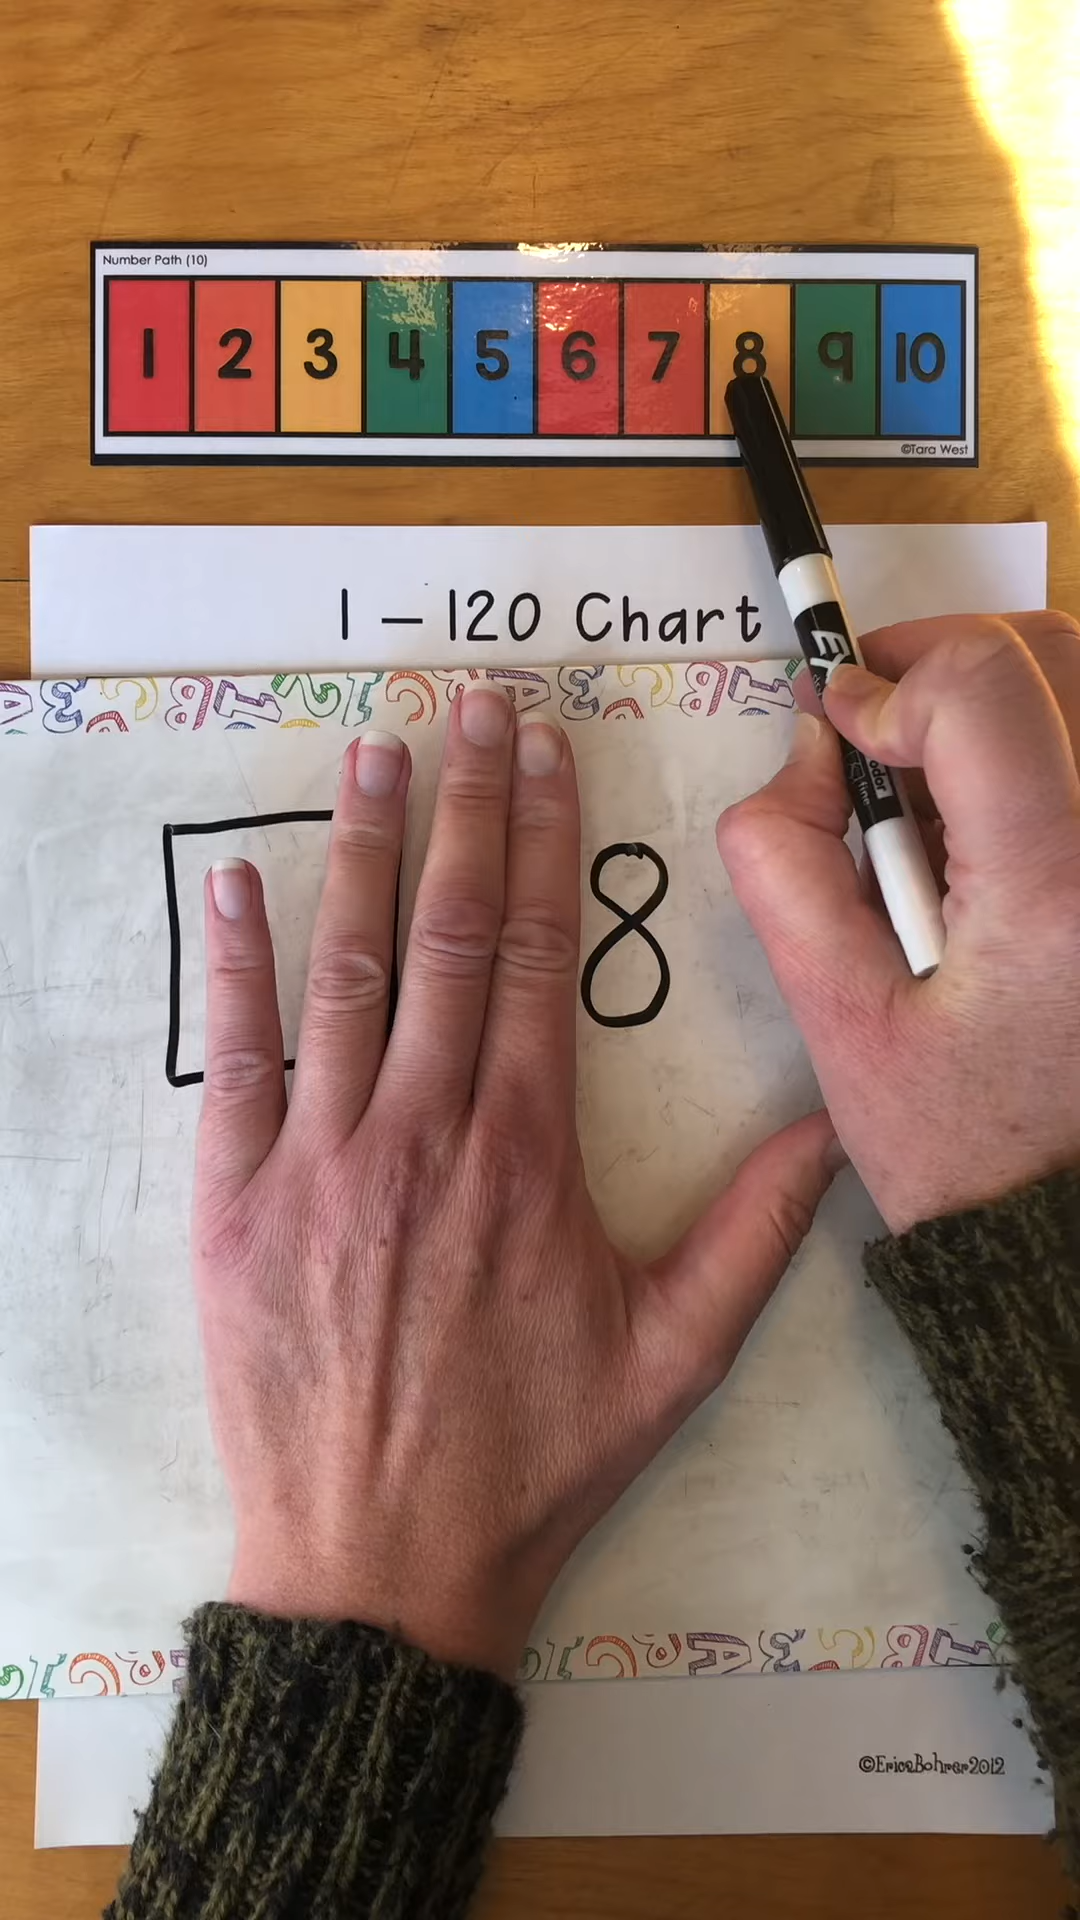 Number Path (10)
1 2 3 4 5 6 7 8 9 10
©Tara West
1 – 120 Chart
8
©EricaBohrer2012